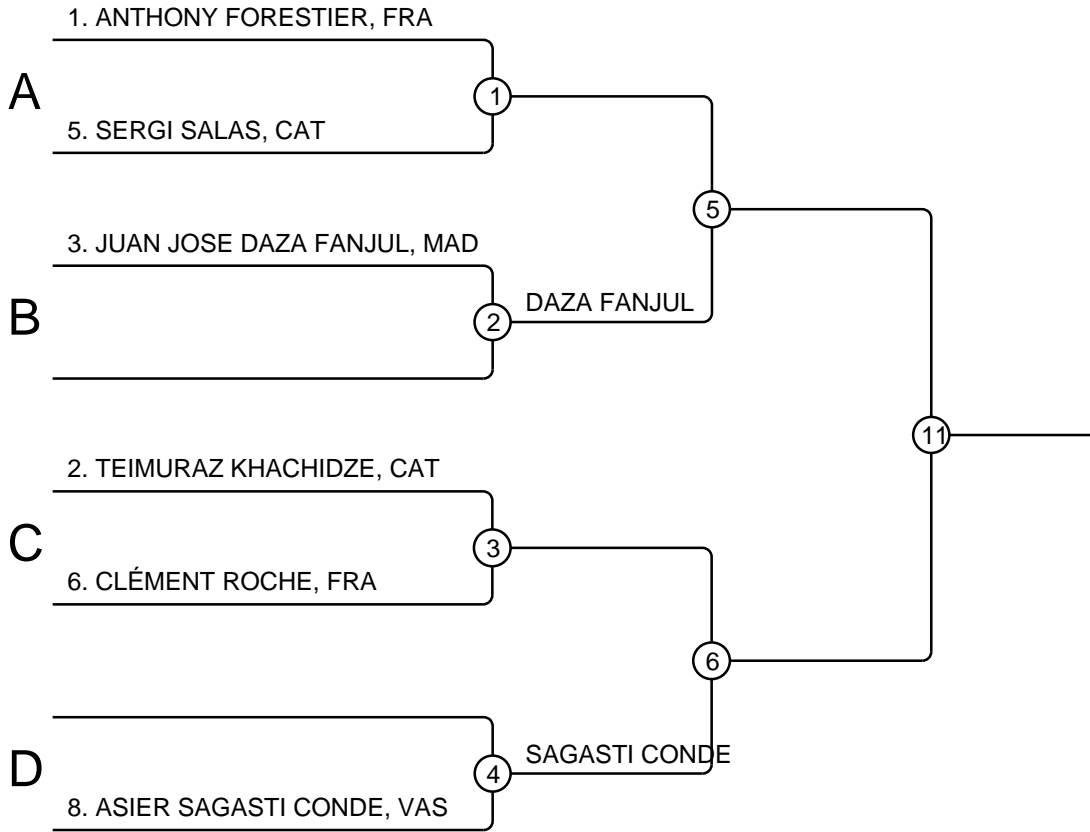 1. ANTHONY FORESTIER, FRA
A
1
5. SERGI SALAS, CAT
5
3. JUAN JOSE DAZA FANJUL, MAD
B
2
DAZA FANJUL
11
2. TEIMURAZ KHACHIDZE, CAT
C
3
6. CLÉMENT ROCHE, FRA
6
D
4
SAGASTI CONDE
8. ASIER SAGASTI CONDE, VAS